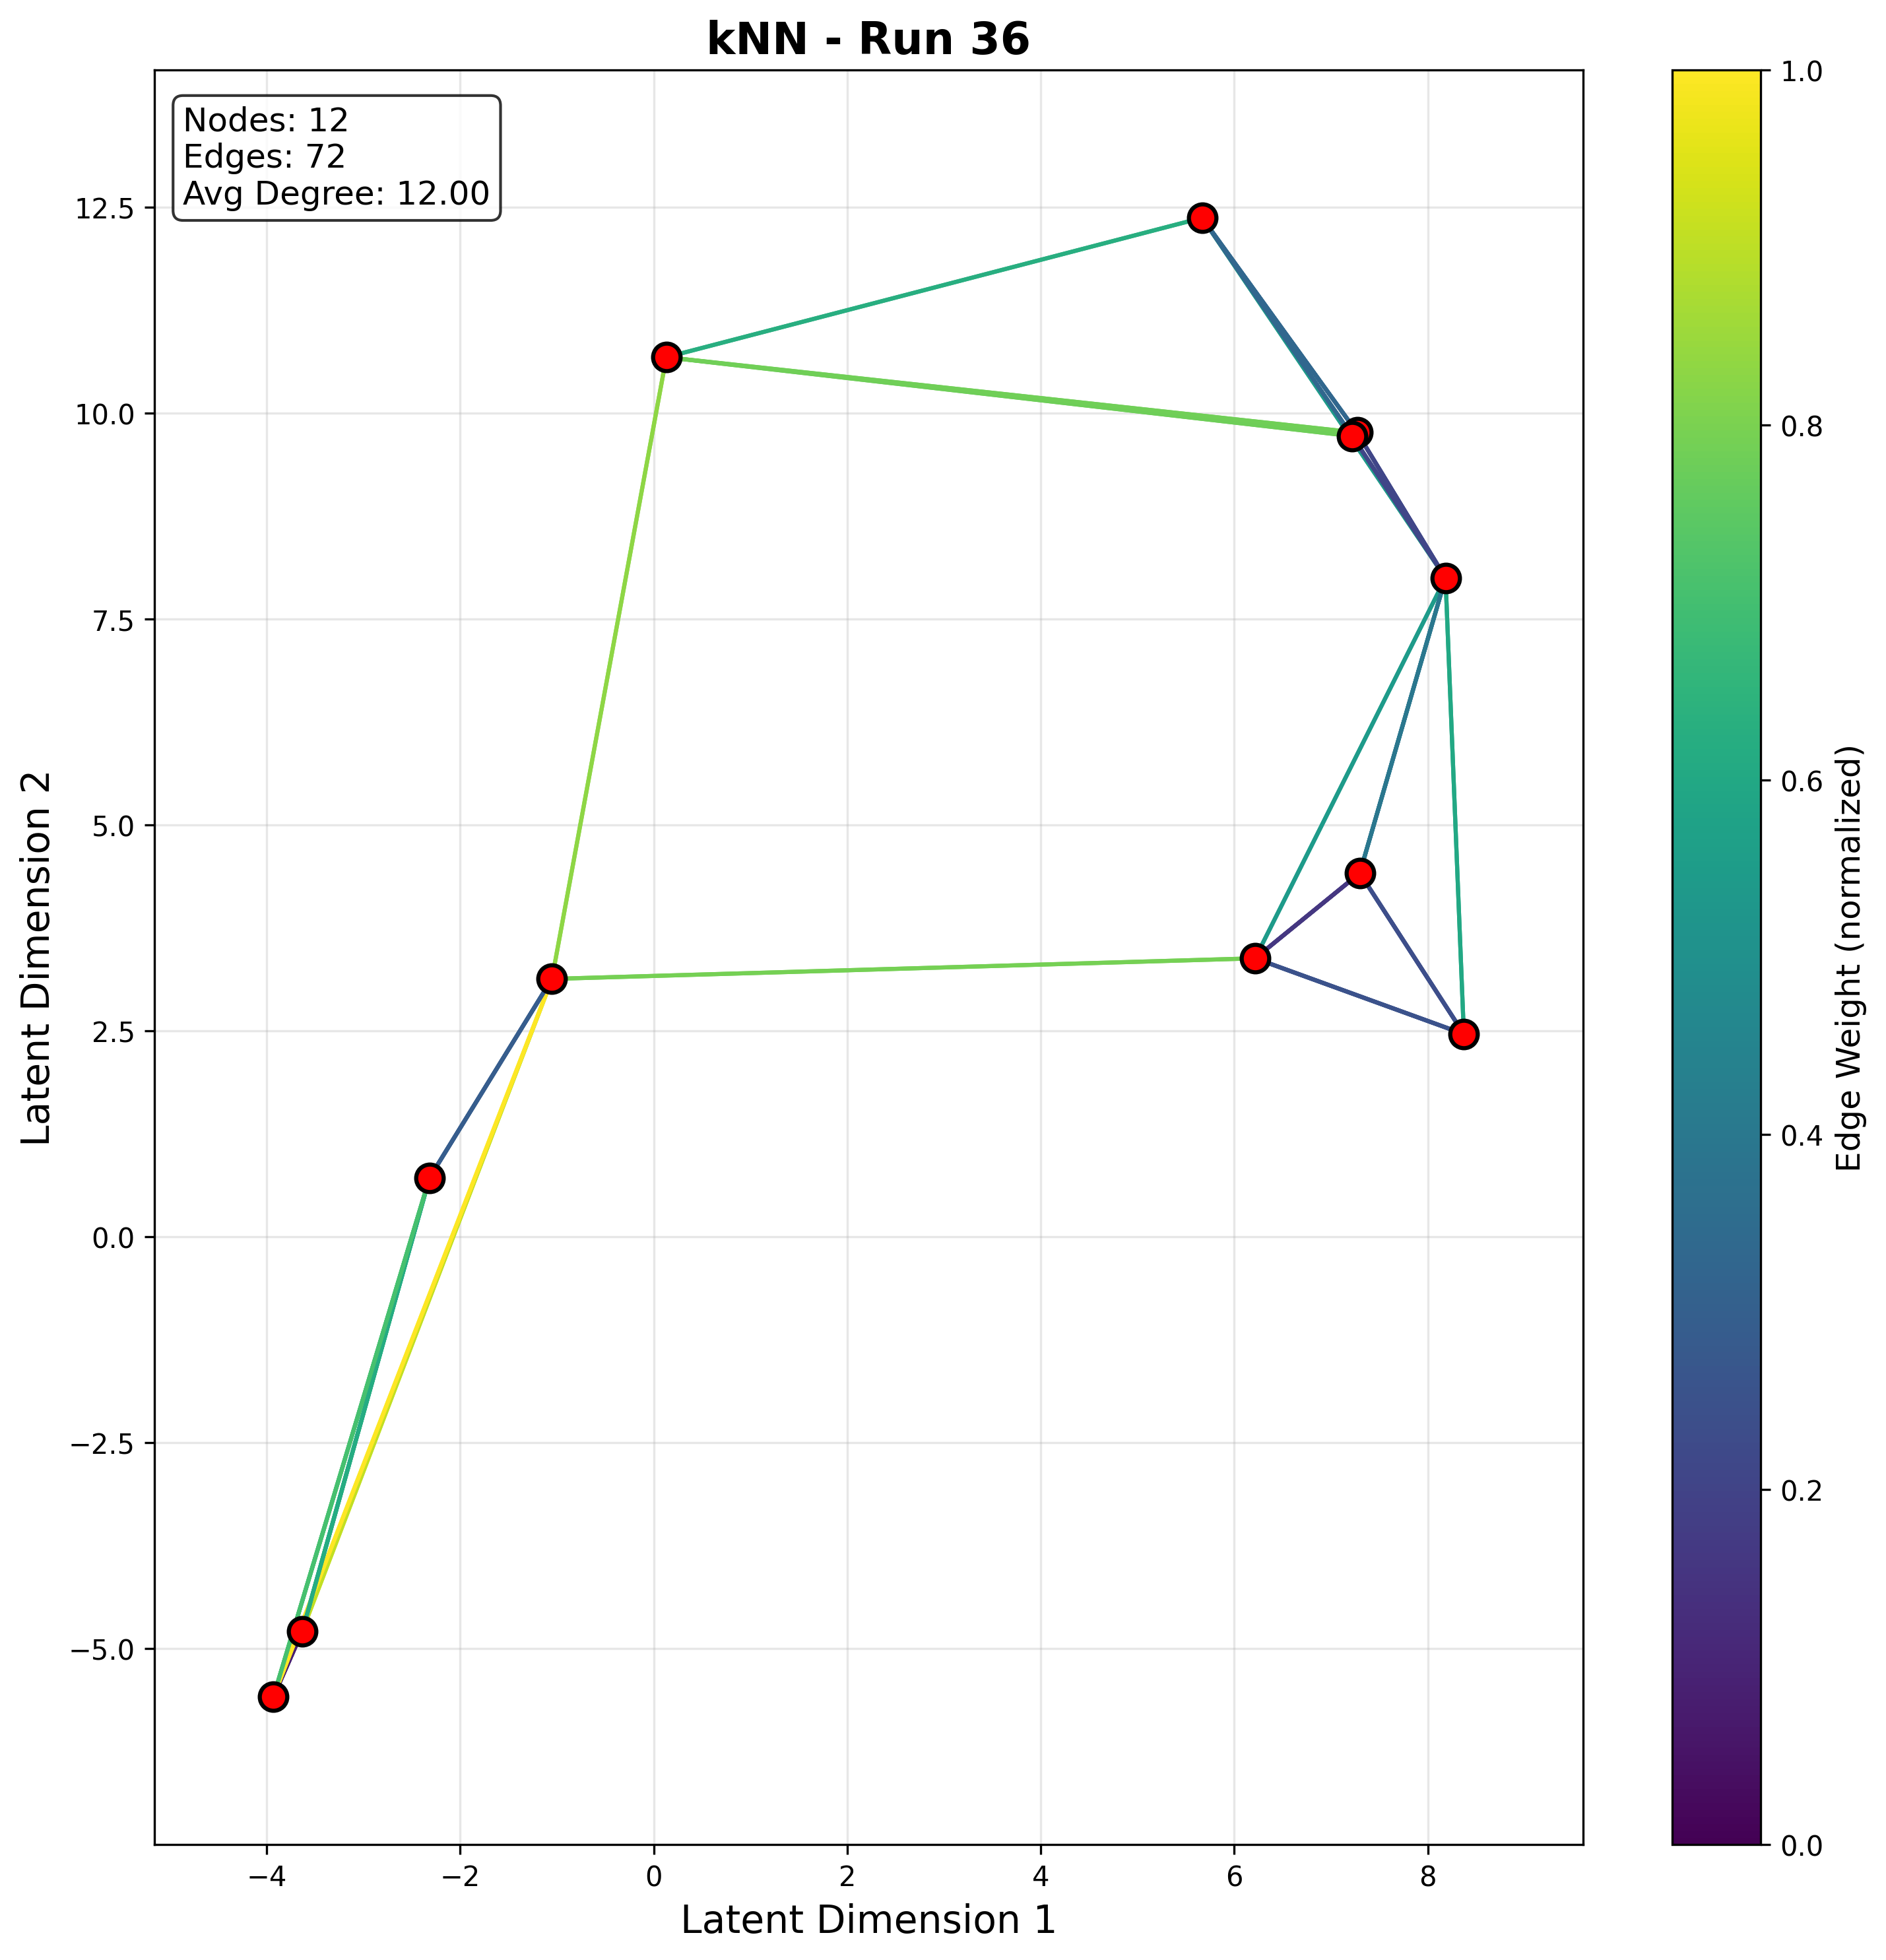 kNN - Run 36
Nodes: 12
Edges: 72
Avg Degree: 12.00
12.5
10.0
7.5
5.0
2.5
0.0
−2.5
−5.0
Latent Dimension 2
−4 −2 0 2 4 6 8
Latent Dimension 1
1.0
0.8
0.6
0.4
0.2
0.0
Edge Weight (normalized)